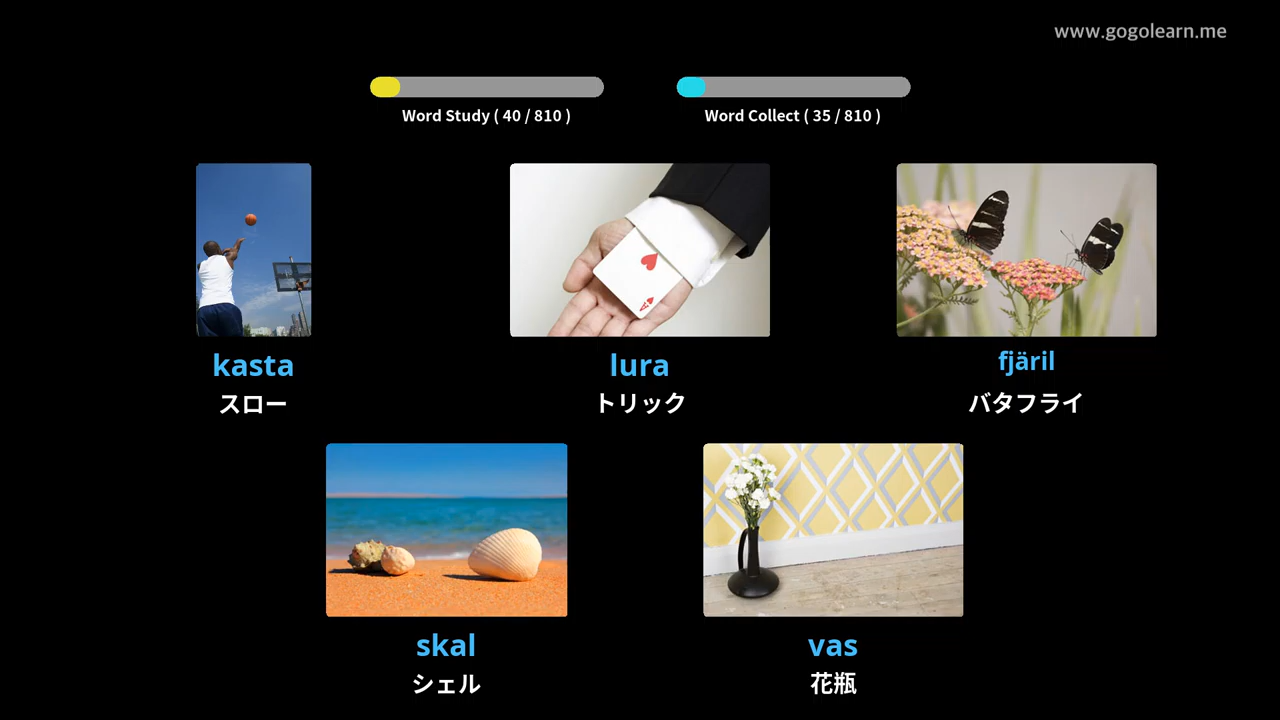 www.gogolearn.me
Word Study ( 40 / 810 )
Word Collect ( 35 / 810 )
kasta
スロー
lura
トリック
fjäril
バタフライ
skal
シェル
vas
花瓶